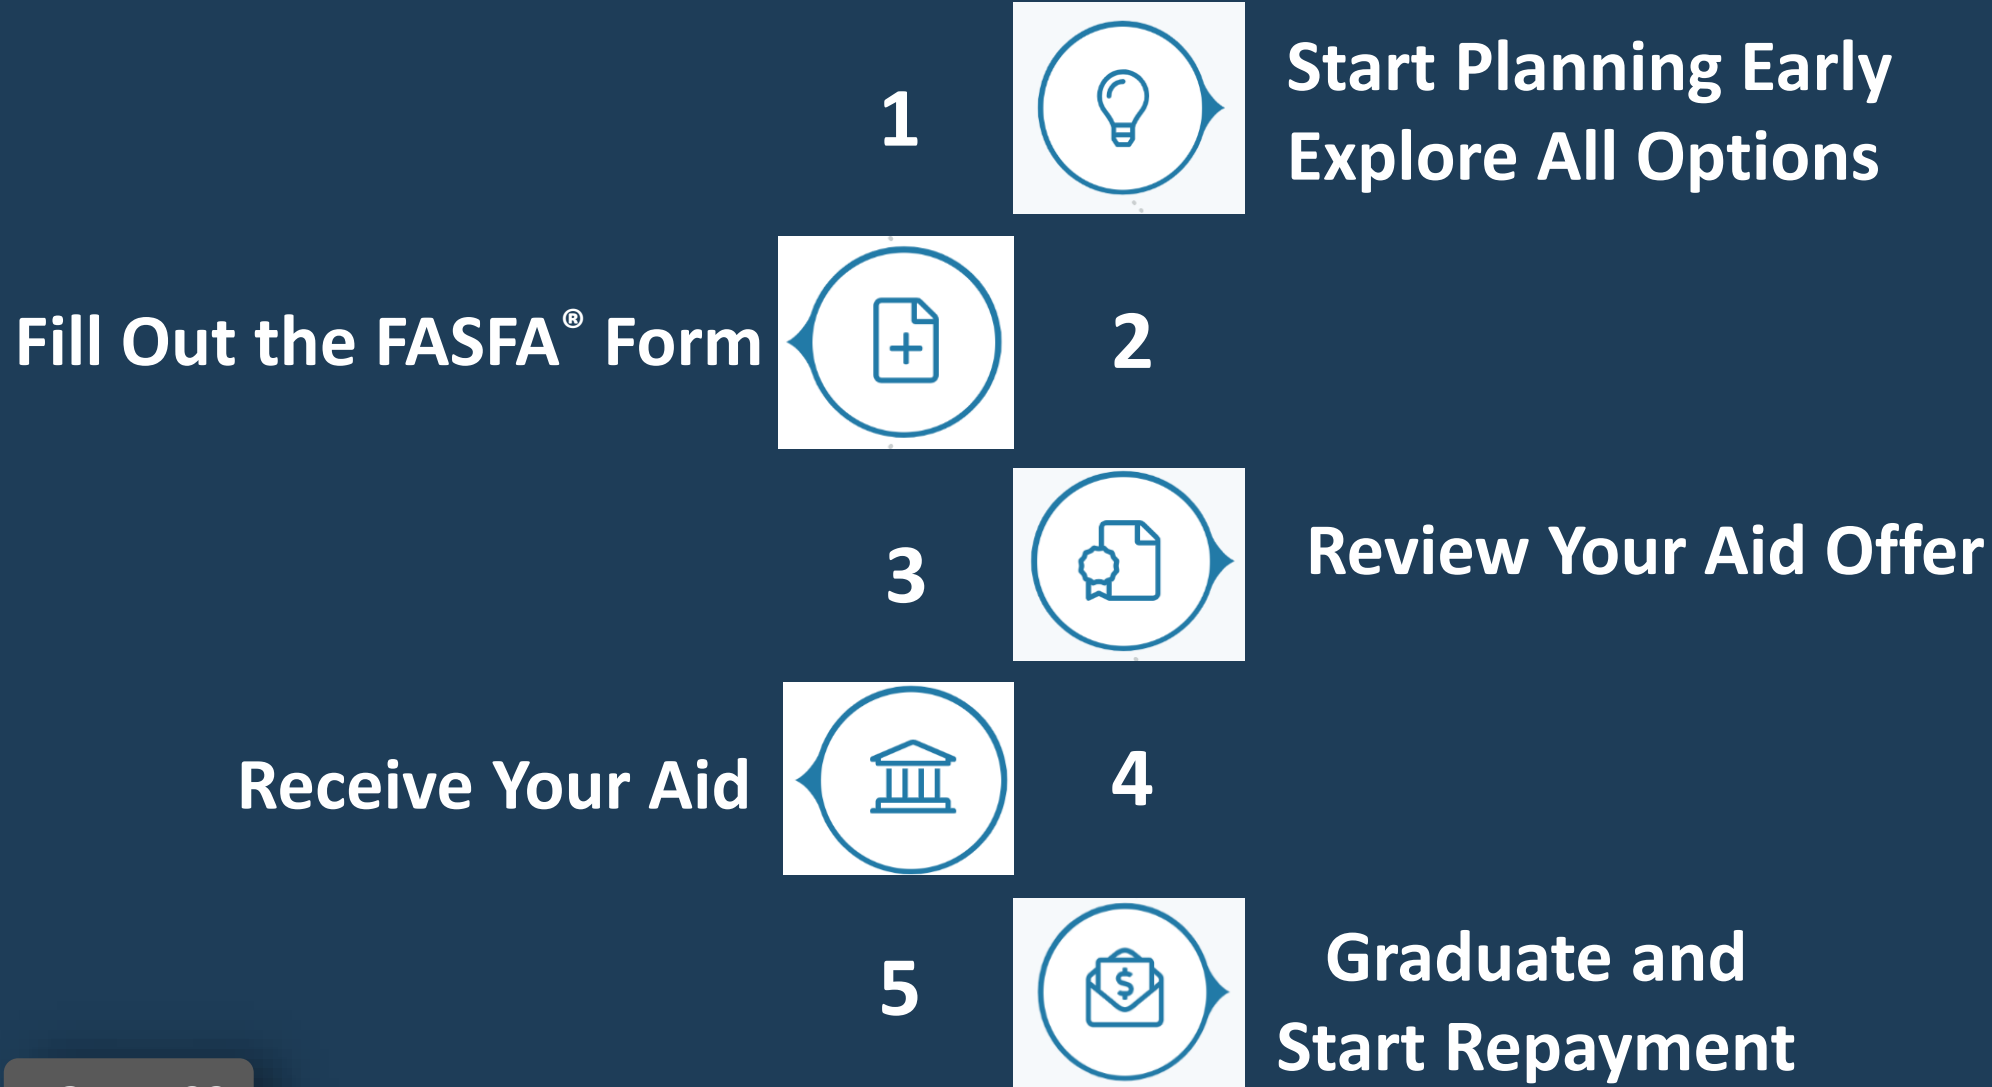 1
Start Planning Early
Explore All Options
Fill Out the FASFA® Form
2
3
Review Your Aid Offer
Receive Your Aid
4
$
5
Graduate and
Start Repayment